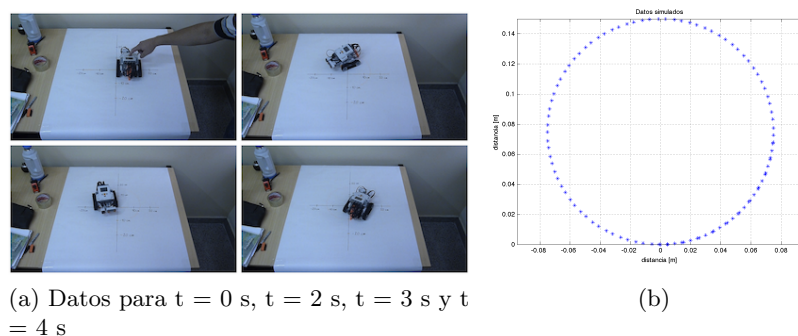 Datos simulados
0.14
0.12
0.1
0.08
0.06
0.04
0.02
0
distancia [m]
-0.08 -0.06 -0.04 -0.02 0 0.02 0.04 0.06 0.08
distancia [m]
(a) Datos para t = 0 s, t = 2 s, t = 3 s y t
= 4 s
(b)